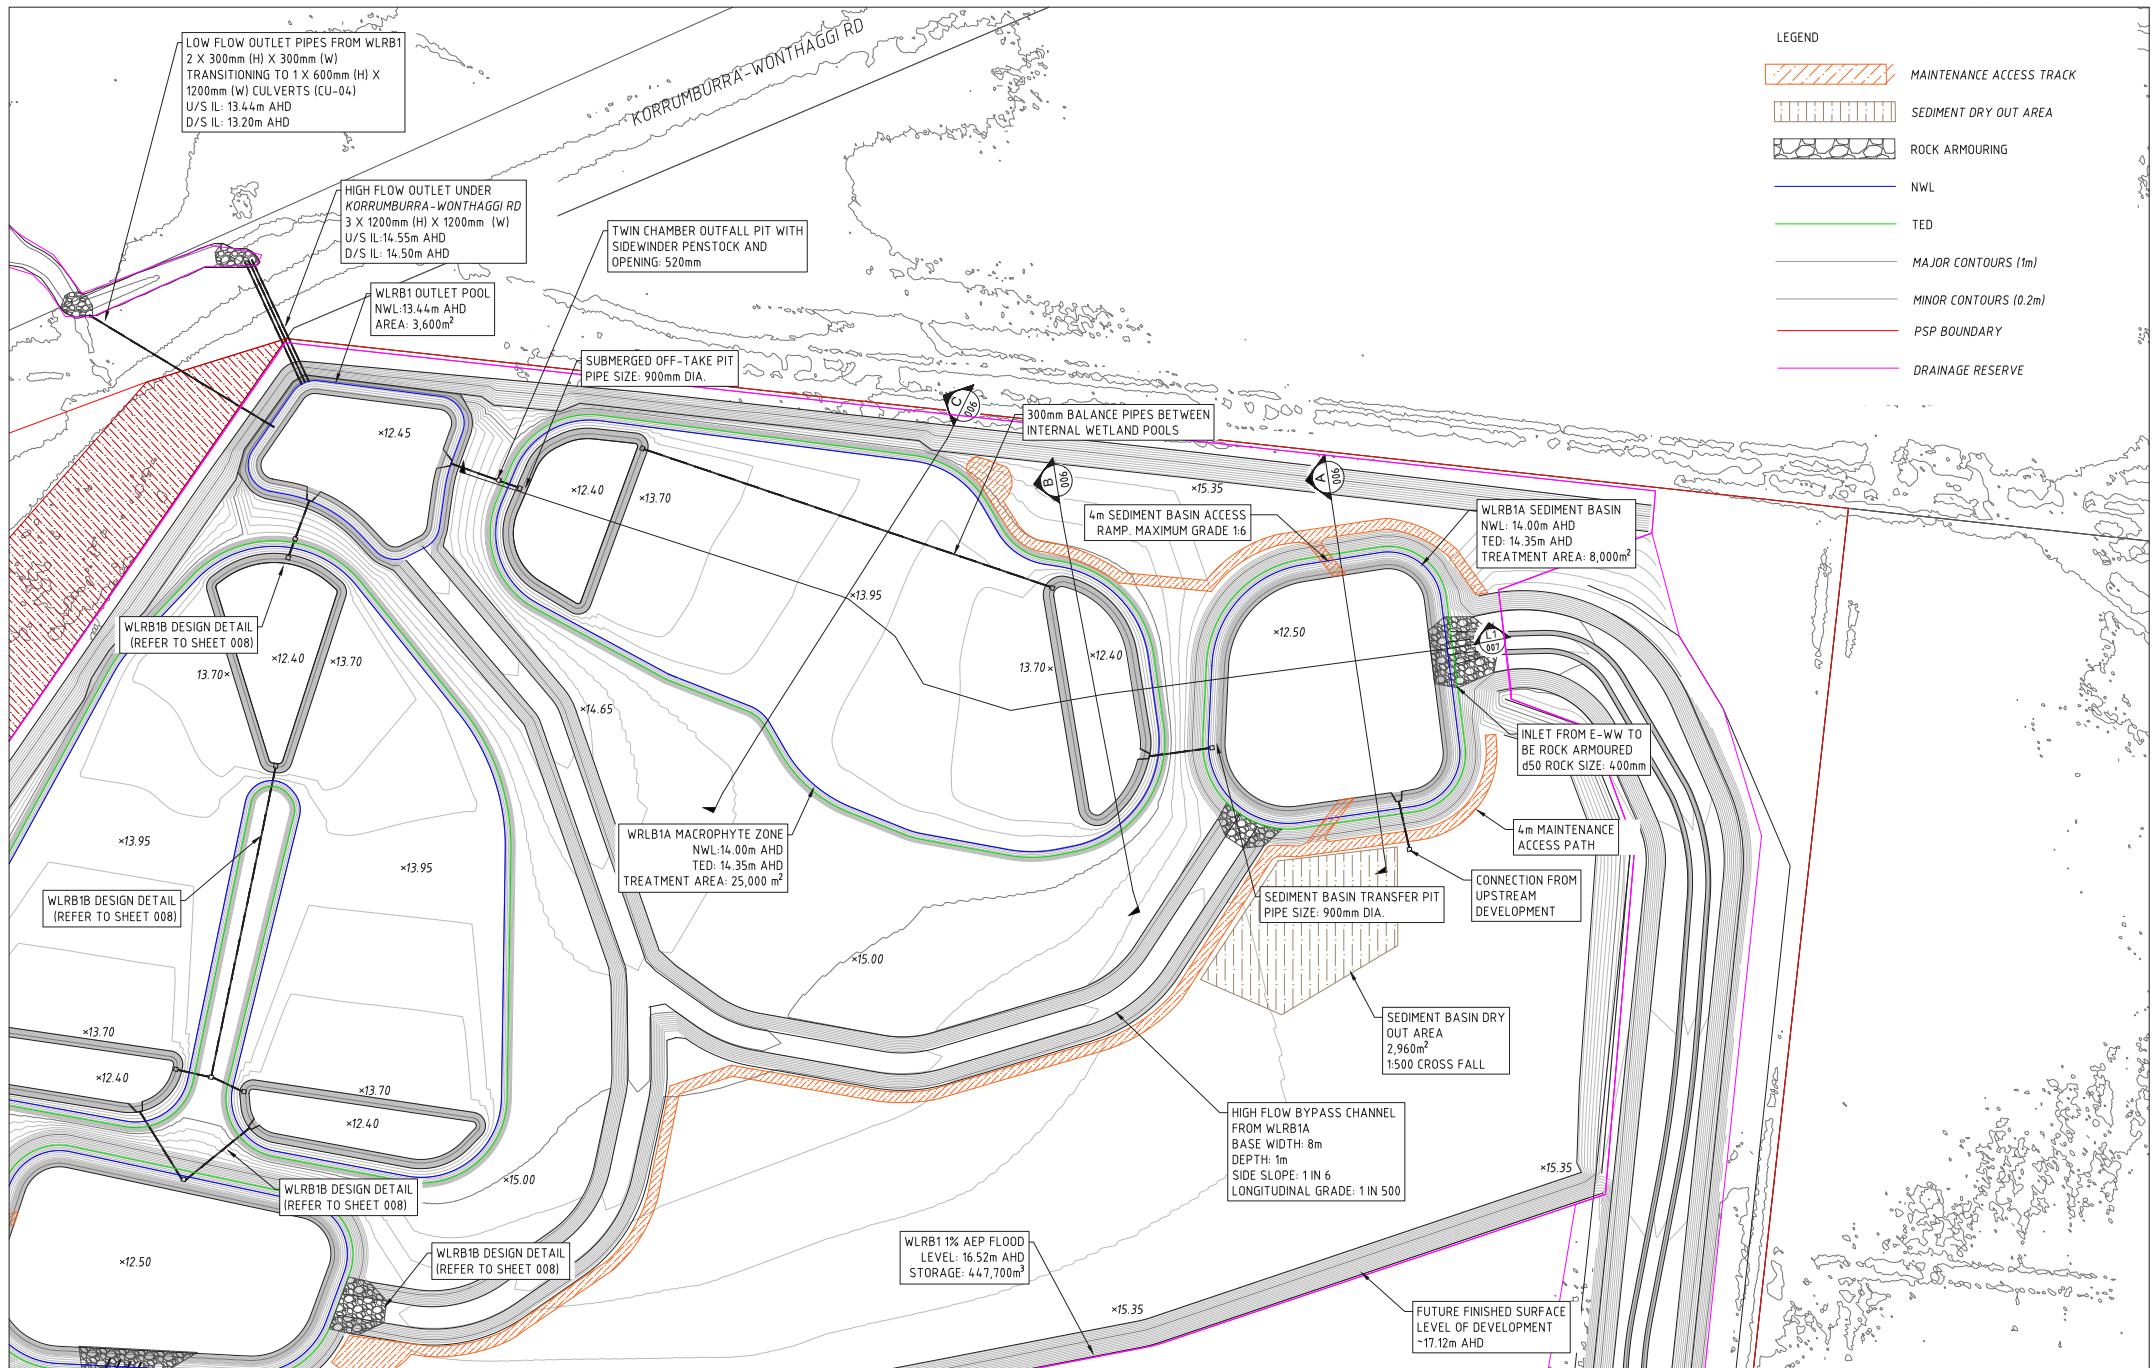 LOW FLOW OUTLET PIPES FROM WLRB1
2 X 300mm (H) X 300mm (W)
TRANSITIONING TO 1 X 600mm (H) X
1200mm (W) CULVERTS (CU-04)
U/S IL: 13.44m AHD
D/S IL: 13.20m AHD
KORRUMBURRA-WONTHAGGI RD
HIGH FLOW OUTLET UNDER
KORRUMBURRA-WONTHAGGI RD
3 X 1200mm (H) X 1200mm (W)
U/S IL:14.55m AHD
D/S IL: 14.50m AHD
TWIN CHAMBER OUTFALL PIT WITH
SIDEWINDER PENSTOCK AND
OPENING: 520mm
WLRB1 OUTLET POOL
NWL:13.44m AHD
AREA: 3,600m²
SUBMERGED OFF-TAKE PIT
PIPE SIZE: 900mm DIA.
LEGEND
MAINTENANCE ACCESS TRACK
SEDIMENT DRY OUT AREA
ROCK ARMOURING
NWL
TED
MAJOR CONTOURS (1m)
MINOR CONTOURS (0.2m)
PSP BOUNDARY
DRAINAGE RESERVE
C
006
300mm BALANCE PIPES BETWEEN
NTERNAL WETLAND POOLS
×12.45
×12.40
×13.70
B
006
A
006
×15.35
4m SEDIMENT BASIN ACCESS
RAMP. MAXIMUM GRADE 1:6
WLRB1A SEDIMENT BASIN
NWL: 14.00m AHD
TED: 14.35m AHD
TREATMENT AREA: 8,000m²
×13.95
×12.50
L1
007
WLRB1B DESIGN DETAIL
(REFER TO SHEET 008)
×12.40
×13.70
13.70×
13.70×
×12.40
×14.65
INLET FROM E-WW TO
BE ROCK ARMOURED
d50 ROCK SIZE: 400mm
WRLB1A MACROPHYTE ZONE
NWL:14.00m AHD
TED: 14.35m AHD
TREATMENT AREA: 25,000 m²
4m MAINTENANCE
ACCESS PATH
×13.95
×13.95
WLRB1B DESIGN DETAIL
(REFER TO SHEET 008)
SEDIMENT BASIN TRANSFER PIT
PIPE SIZE: 900mm DIA.
CONNECTION FROM
UPSTREAM
DEVELOPMENT
×15.00
SEDIMENT BASIN DRY
OUT AREA
2,960m²
1:500 CROSS FALL
×13.70
×12.40
×13.70
×12.40
HIGH FLOW BYPASS CHANNEL
FROM WLRB1A
BASE WIDTH: 8m
DEPTH: 1m
SIDE SLOPE: 1 IN 6
LONGITUDINAL GRADE: 1 IN 500
×15.35
×15.00
WLRB1B DESIGN DETAIL
(REFER TO SHEET 008)
WLRB1B DESIGN DETAIL
(REFER TO SHEET 008)
×12.50
WLRB1 1% AEP FLOOD
LEVEL: 16.52m AHD
STORAGE: 447,700m³
×15.35
FUTURE FINISHED SURFACE
LEVEL OF DEVELOPMENT
~17.12m AHD